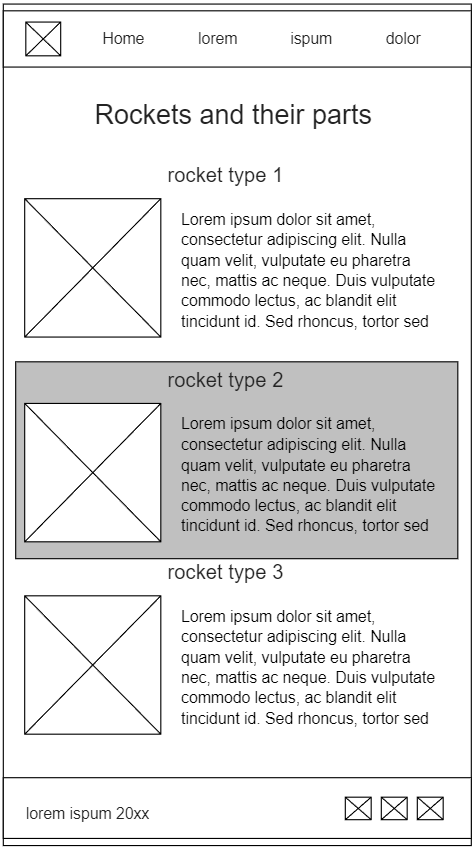 Home lorem ispum dolor
Rockets and their parts
rocket type 1
Lorem ipsum dolor sit amet,
consectetur adipiscing elit. Nulla
quam velit, vulputate eu pharetra
nec, mattis ac neque. Duis vulputate
commodo lectus, ac blandit elit
tincidunt id. Sed rhoncus, tortor sed
rocket type 2
Lorem ipsum dolor sit amet,
consectetur adipiscing elit. Nulla
quam velit, vulputate eu pharetra
nec, mattis ac neque. Duis vulputate
commodo lectus, ac blandit elit
tincidunt id. Sed rhoncus, tortor sed
rocket type 3
Lorem ipsum dolor sit amet,
consectetur adipiscing elit. Nulla
quam velit, vulputate eu pharetra
nec, mattis ac neque. Duis vulputate
commodo lectus, ac blandit elit
tincidunt id. Sed rhoncus, tortor sed
lorem ispum 20xx